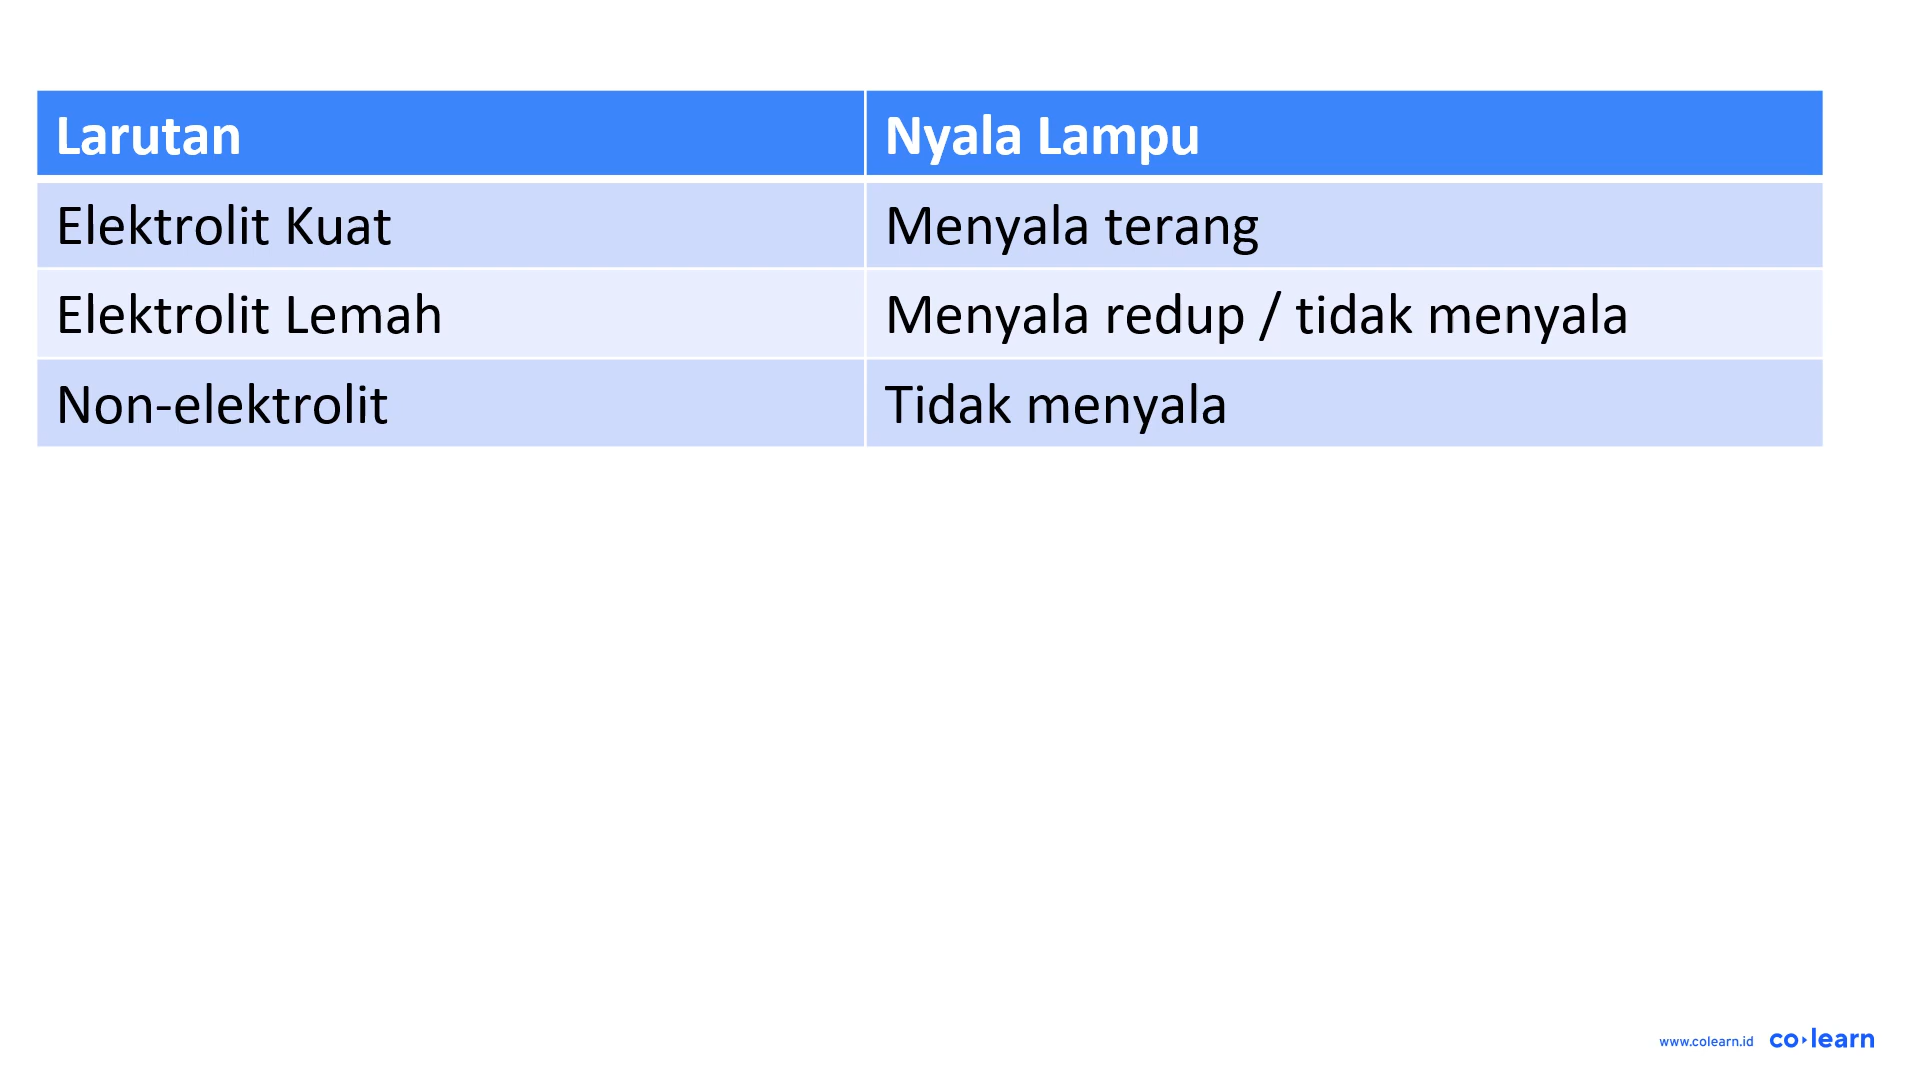 Larutan
Nyala Lampu
Elektrolit Kuat
Menyala terang
Elektrolit Lemah
Menyala redup / tidak menyala
Non-elektrolit
Tidak menyala
www.colearn.id
co learn